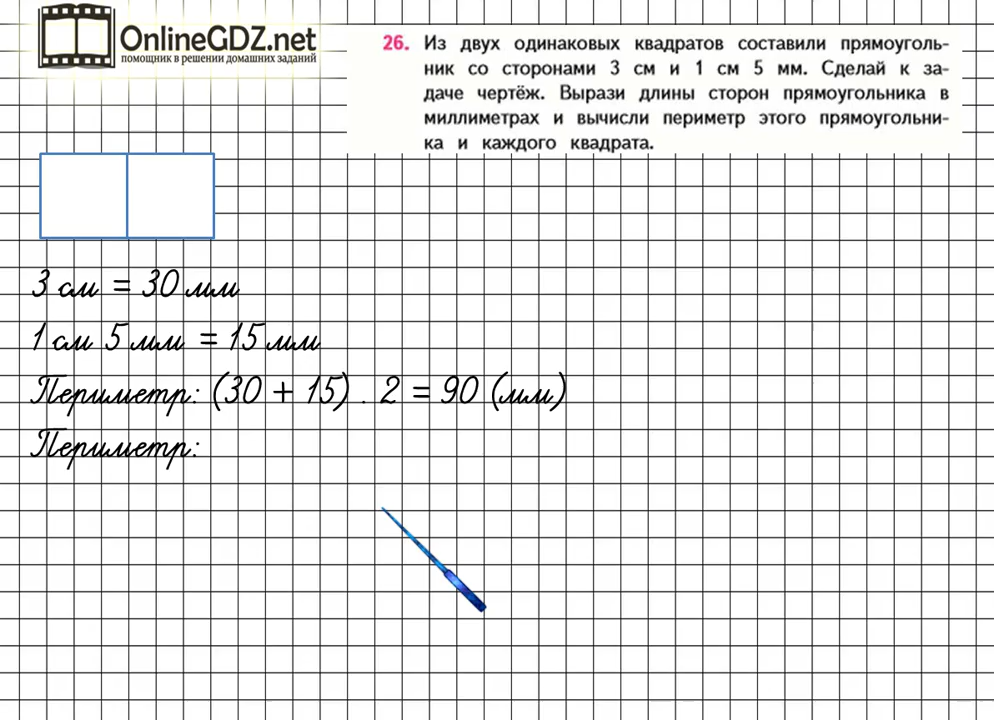 OnlineGDZ.net
помощник в решении домашних заданий
26. Из двух одинаковых квадратов составили прямоуголь-
ник со сторонами 3 см и 1 см 5 мм. Сделай к за-
даче чертёж. Вырази длины сторон прямоугольника в
миллиметрах и вычисли периметр этого прямоугольни-
ка и каждого квадрата.
3 см = 30 мм
1 см 5 мм = 15 мм
Периметр: (30 + 15) . 2 = 90 (мм)
Периметр: